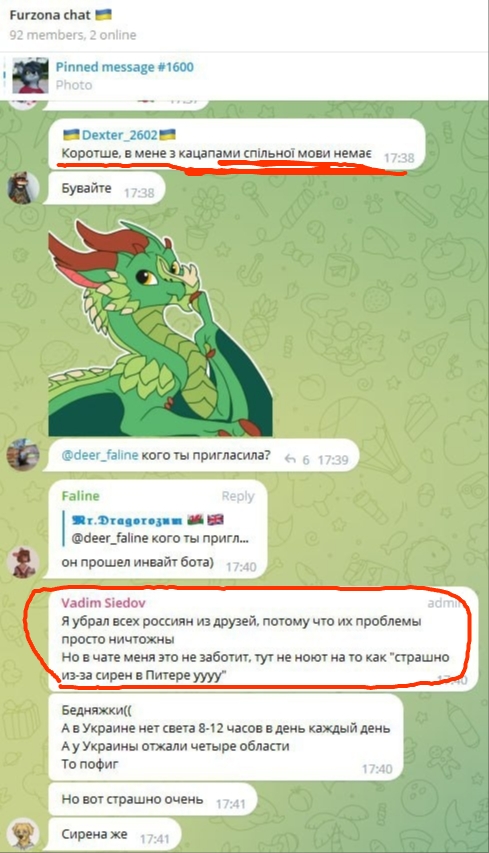 Furzona chat 🇺🇦
92 members, 2 online
Pinned message #1600
Photo
17:37
🇺🇦Dexter_2602🇺🇦
Коротше, в мене з кацапами спільної мови немає 17:38
Бувайте 17:38
@deer_faline кого ты пригласила? 6 17:39
Faline Reply
𝕸𝖗.𝕯𝖗𝖆𝖌𝖔𝖗𝖔𝖟𝖚𝖒 🏴󠁧󠁢󠁷󠁬󠁳󠁿 🇬🇧
@deer_faline кого ты пригл...
он прошел инвайт бота) 17:40
Vadim Siedov admin
Я убрал всех россиян из друзей, потому что их проблемы
просто ничтожны
Но в чате меня это не заботит, тут не ноют на то как "страшно
из-за сирен в Питере уууу" 17:40
Бедняжки((
А в Украине нет света 8-12 часов в день каждый день
А у Украины отжали четыре области
То пофиг 17:40
Но вот страшно очень 17:41
Сирена же 17:41